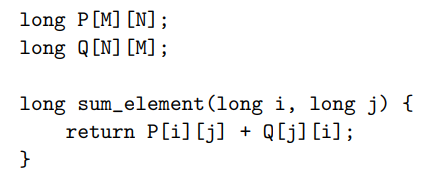 long P[M][N];
long Q[N][M];

long sum_element(long i, long j) {
    return P[i][j] + Q[j][i];
}